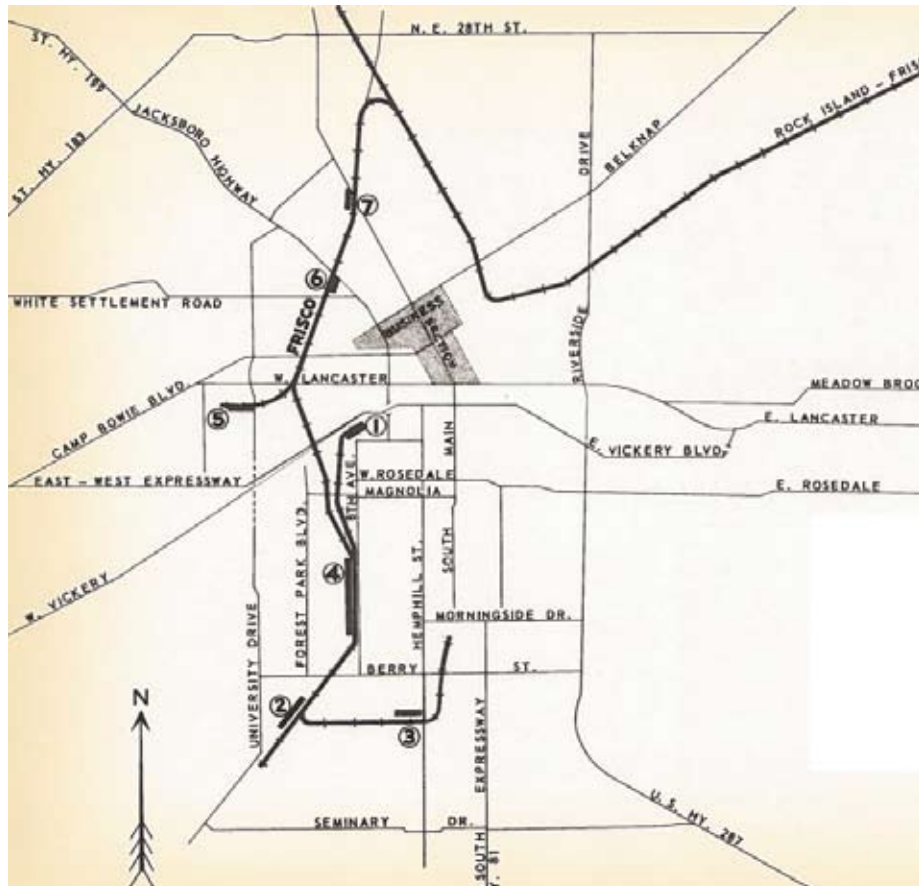 N. E. 28TH ST.
ST. HY. 189
JACKSBORO HIGHWAY
ST. HY. 183
DRIVE
BELKNAP
ROCK ISLAND - FRIS
7
6
WHITE SETTLEMENT ROAD
FRISCO
BUSINESS
SECTION
RIVERSIDE
W. LANCASTER
MEADOW BROO
CAMP BOWIE BLVD.
5
1
E. LANCASTER
E. VICKERY BLVD.
MAIN
8TH AVE.
EAST - WEST EXPRESSWAY
W. ROSEDALE
MAGNOLIA
E. ROSEDALE
FOREST PARK BLVD.
SOUTH
4
HEMPHILL ST.
W. VICKERY
MORNINGSIDE DR.
UNIVERSITY DRIVE
BERRY ST.
N
2
3
SOUTH EXPRESSWAY
SEMINARY DR.
U. S. HY. 287
Y. 81